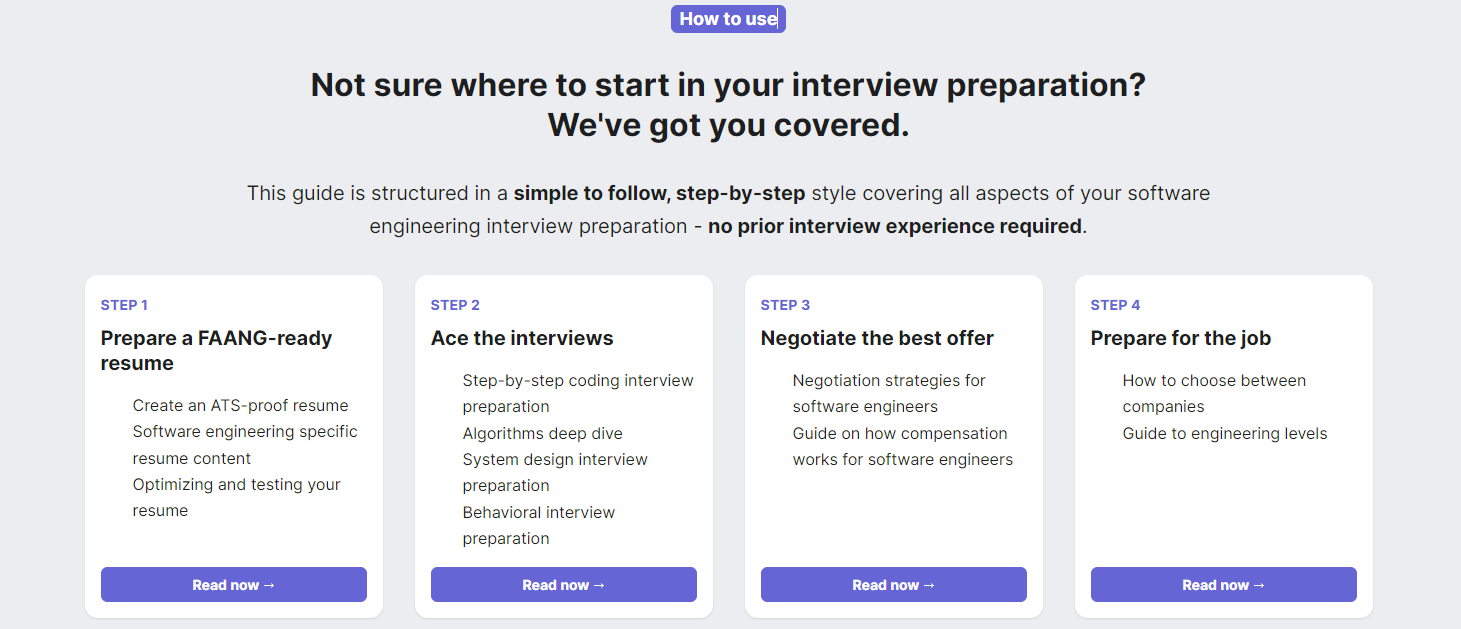 How to use
Not sure where to start in your interview preparation?
We've got you covered.
This guide is structured in a simple to follow, step-by-step style covering all aspects of your software
engineering interview preparation - no prior interview experience required.
STEP 1
Prepare a FAANG-ready
resume
Create an ATS-proof resume
Software engineering specific
resume content
Optimizing and testing your
resume
Read now →
STEP 2
Ace the interviews
Step-by-step coding interview
preparation
Algorithms deep dive
System design interview
preparation
Behavioral interview
preparation
Read now →
STEP 3
Negotiate the best offer
Negotiation strategies for
software engineers
Guide on how compensation
works for software engineers
Read now →
STEP 4
Prepare for the job
How to choose between
companies
Guide to engineering levels
Read now →